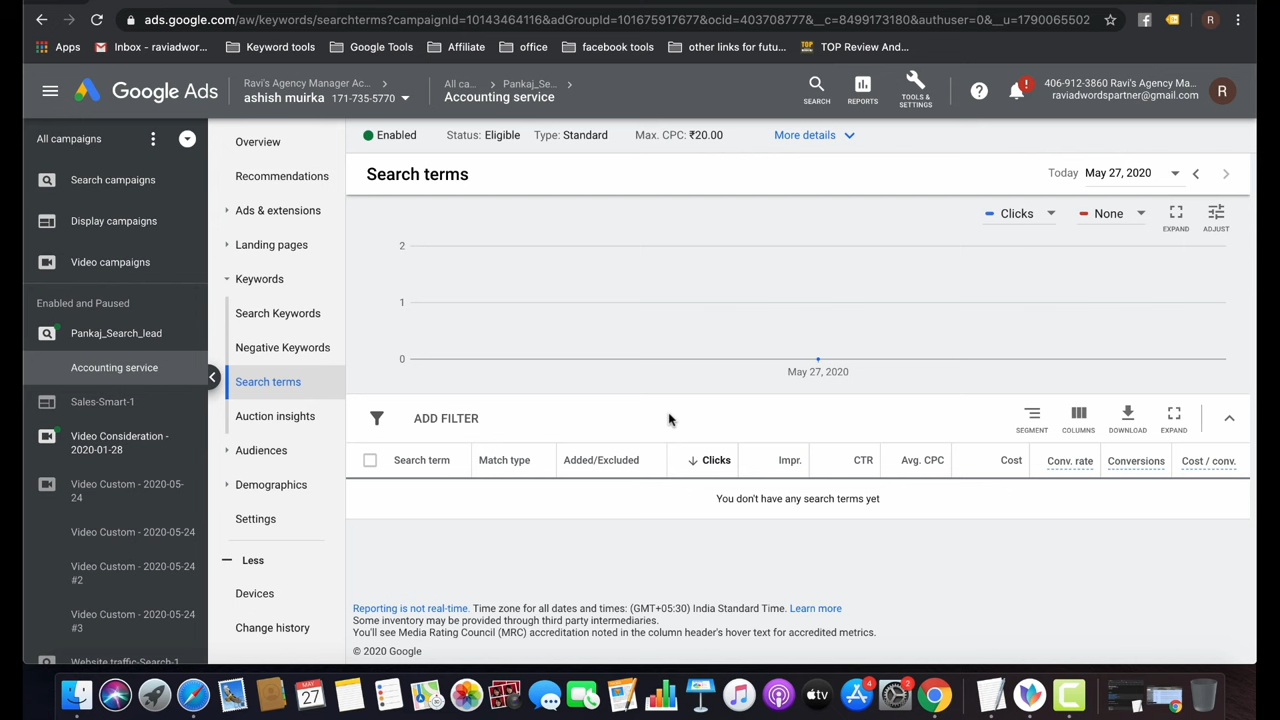 ads.google.com/aw/keywords/searchterms?campaignId=10143464116&adGroupId=101675917677&ocid=403708777&__c=8499173180&authuser=0&__u=1790065502
R
Apps
Inbox - raviadwor...
Keyword tools
Google Tools
Affiliate
office
facebook tools
other links for futu...
TOP Review And...
Google Ads
Ravi's Agency Manager Ac...
ashish muirka 171-735-5770
All ca...
Pankaj_Se...
Accounting service
SEARCH
REPORTS
TOOLS &
SETTINGS
406-912-3860 Ravi's Agency Ma...
raviadwordspartner@gmail.com
R
All campaigns
Search campaigns
Display campaigns
Video campaigns
Enabled and Paused
Pankaj_Search_lead
Accounting service
Sales-Smart-1
Video Consideration -
2020-01-28
Video Custom - 2020-05-
24
Video Custom - 2020-05-24
Video Custom - 2020-05-24
#2
Video Custom - 2020-05-24
#3
Website traffic-Search-1
Overview
Recommendations
Ads & extensions
Landing pages
Keywords
Search Keywords
Negative Keywords
Search terms
Auction insights
Audiences
Demographics
Settings
Less
Devices
Change history
Enabled
Status: Eligible
Type: Standard
Max. CPC: ₹20.00
More details
Search terms
Today May 27, 2020
Clicks
None
EXPAND
ADJUST
2
1
0
May 27, 2020
ADD FILTER
SEGMENT
COLUMNS
DOWNLOAD
EXPAND
Search term
Match type
Added/Excluded
Clicks
Impr.
CTR
Avg. CPC
Cost
Conv. rate
Conversions
Cost / conv.
You don't have any search terms yet
Reporting is not real-time. Time zone for all dates and times: (GMT+05:30) India Standard Time. Learn more
Some inventory may be provided through third party intermediaries.
You'll see Media Rating Council (MRC) accreditation noted in the column header's hover text for accredited metrics.
© 2020 Google
MAY
27
tv
4
2